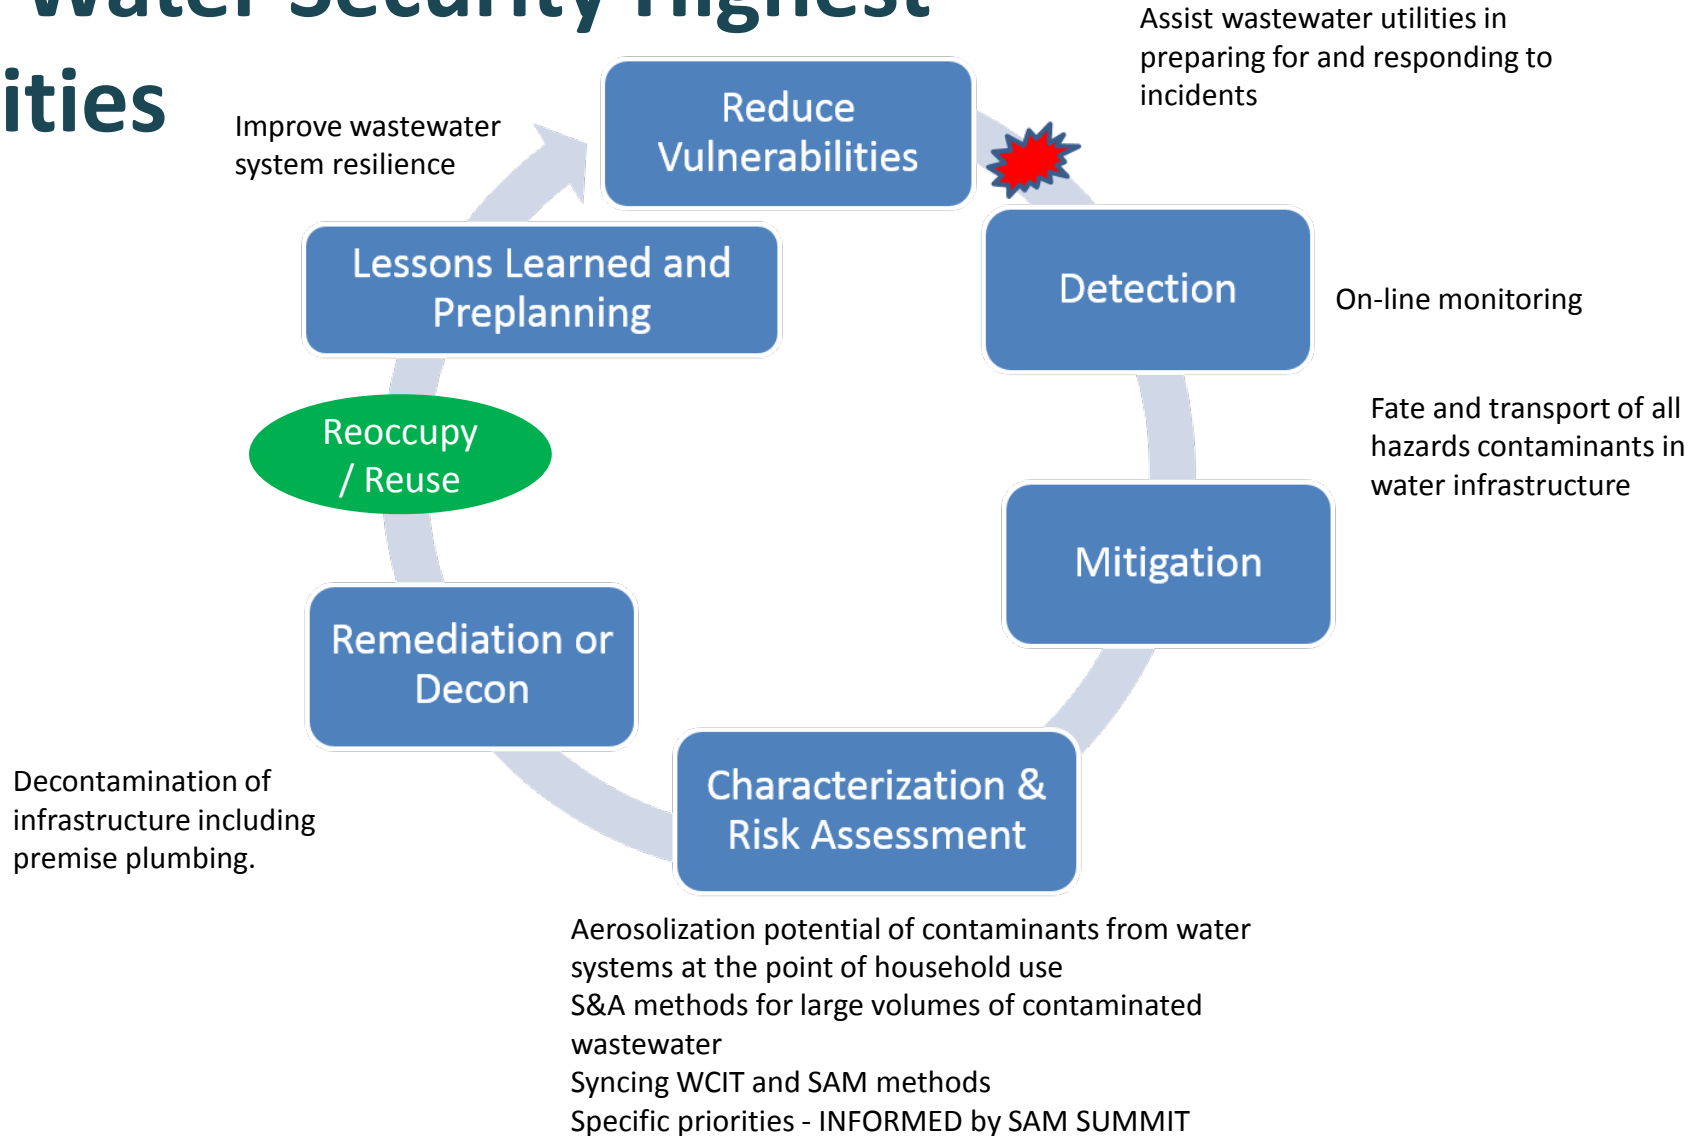 Water Security Highest
ities
Assist wastewater utilities in
preparing for and responding to
incidents
Improve wastewater
system resilience
Reduce
Vulnerabilities
Lessons Learned and
Preplanning
Detection
On-line monitoring
Fate and transport of all
hazards contaminants in
water infrastructure
Reoccupy
/ Reuse
Mitigation
Remediation or
Decon
Characterization &
Risk Assessment
Decontamination of
infrastructure including
premise plumbing.
Aerosolization potential of contaminants from water
systems at the point of household use
S&A methods for large volumes of contaminated
wastewater
Syncing WCIT and SAM methods
Specific priorities - INFORMED by SAM SUMMIT